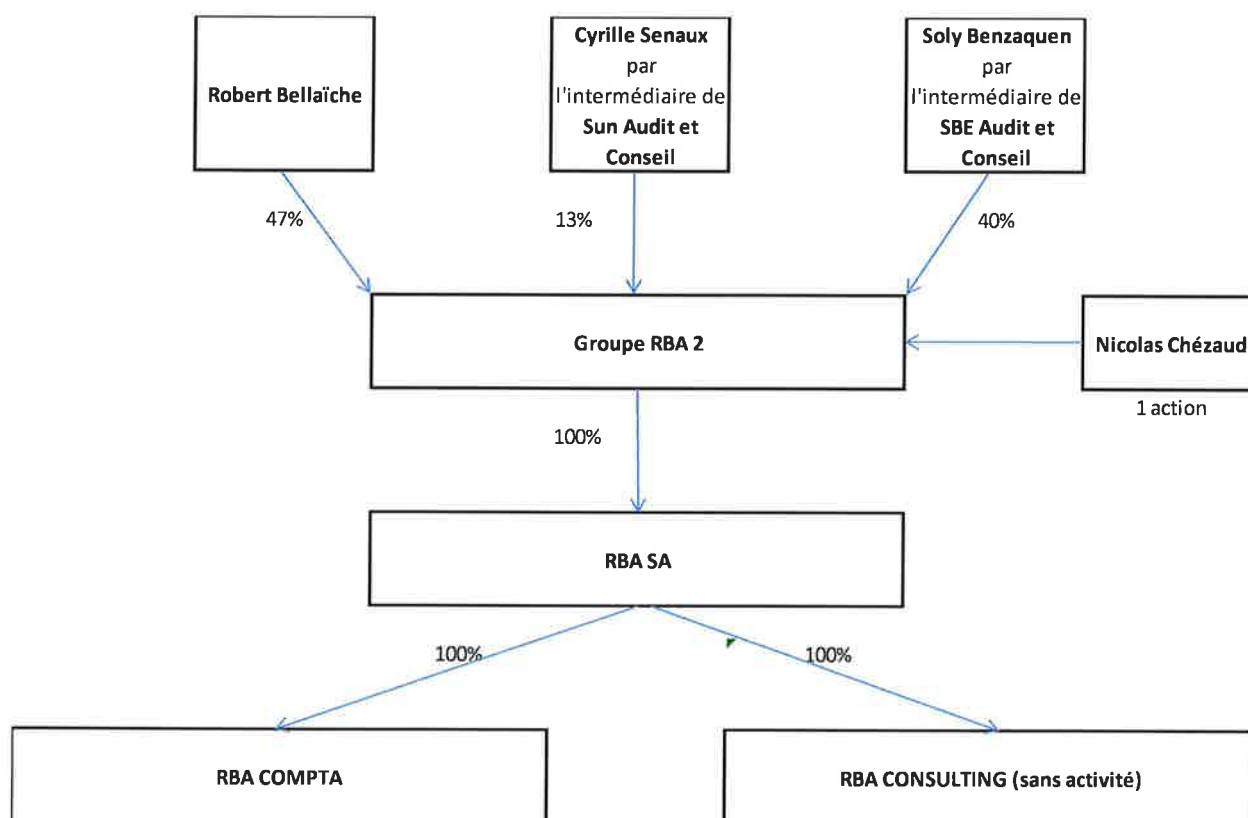 Robert Bellaïche
Cyrille Senaux
par
l'intermédiaire de
Sun Audit et
Conseil
Soly Benzaquen
par
l'intermédiaire de
SBE Audit et
Conseil
47%
13%
40%
Groupe RBA 2
Nicolas Chézaud
1 action
100%
RBA SA
100%
100%
RBA COMPTA
RBA CONSULTING (sans activité)